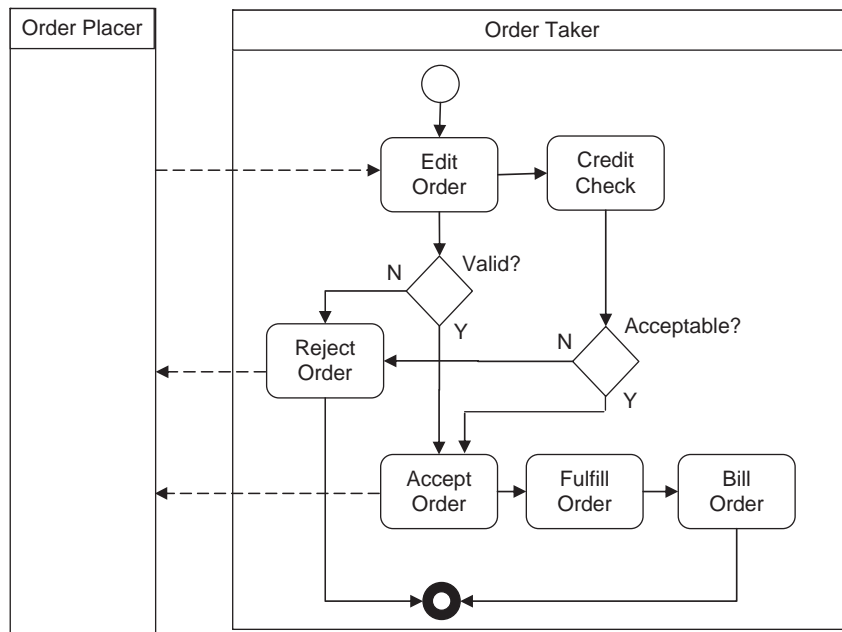 Order Placer
Order Taker
Edit
Order
Credit
Check
Valid?
N
Y
Acceptable?
N
Y
Reject
Order
Accept
Order
Fulfill
Order
Bill
Order